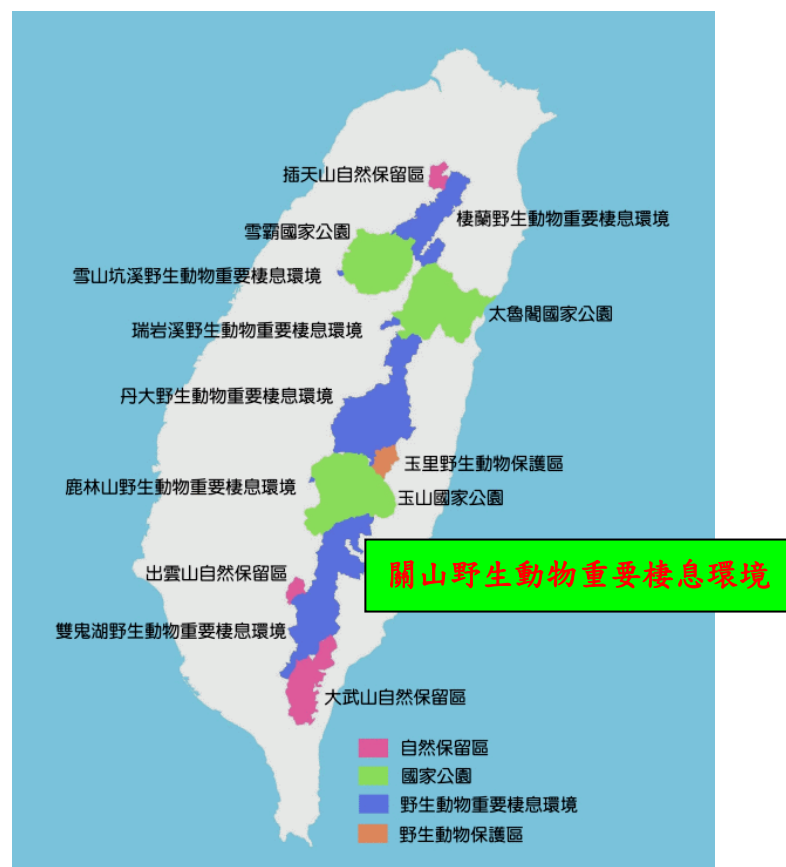 插天山自然保留區
棲蘭野生動物重要棲息環境
雪霸國家公園
雪山坑溪野生動物重要棲息環境
太魯閣國家公園
瑞岩溪野生動物重要棲息環境
丹大野生動物重要棲息環境
玉里野生動物保護區
鹿林山野生動物重要棲息環境
玉山國家公園
關山野生動物重要棲息環境
出雲山自然保留區
雙鬼湖野生動物重要棲息環境
大武山自然保留區
自然保留區
國家公園
野生動物重要棲息環境
野生動物保護區